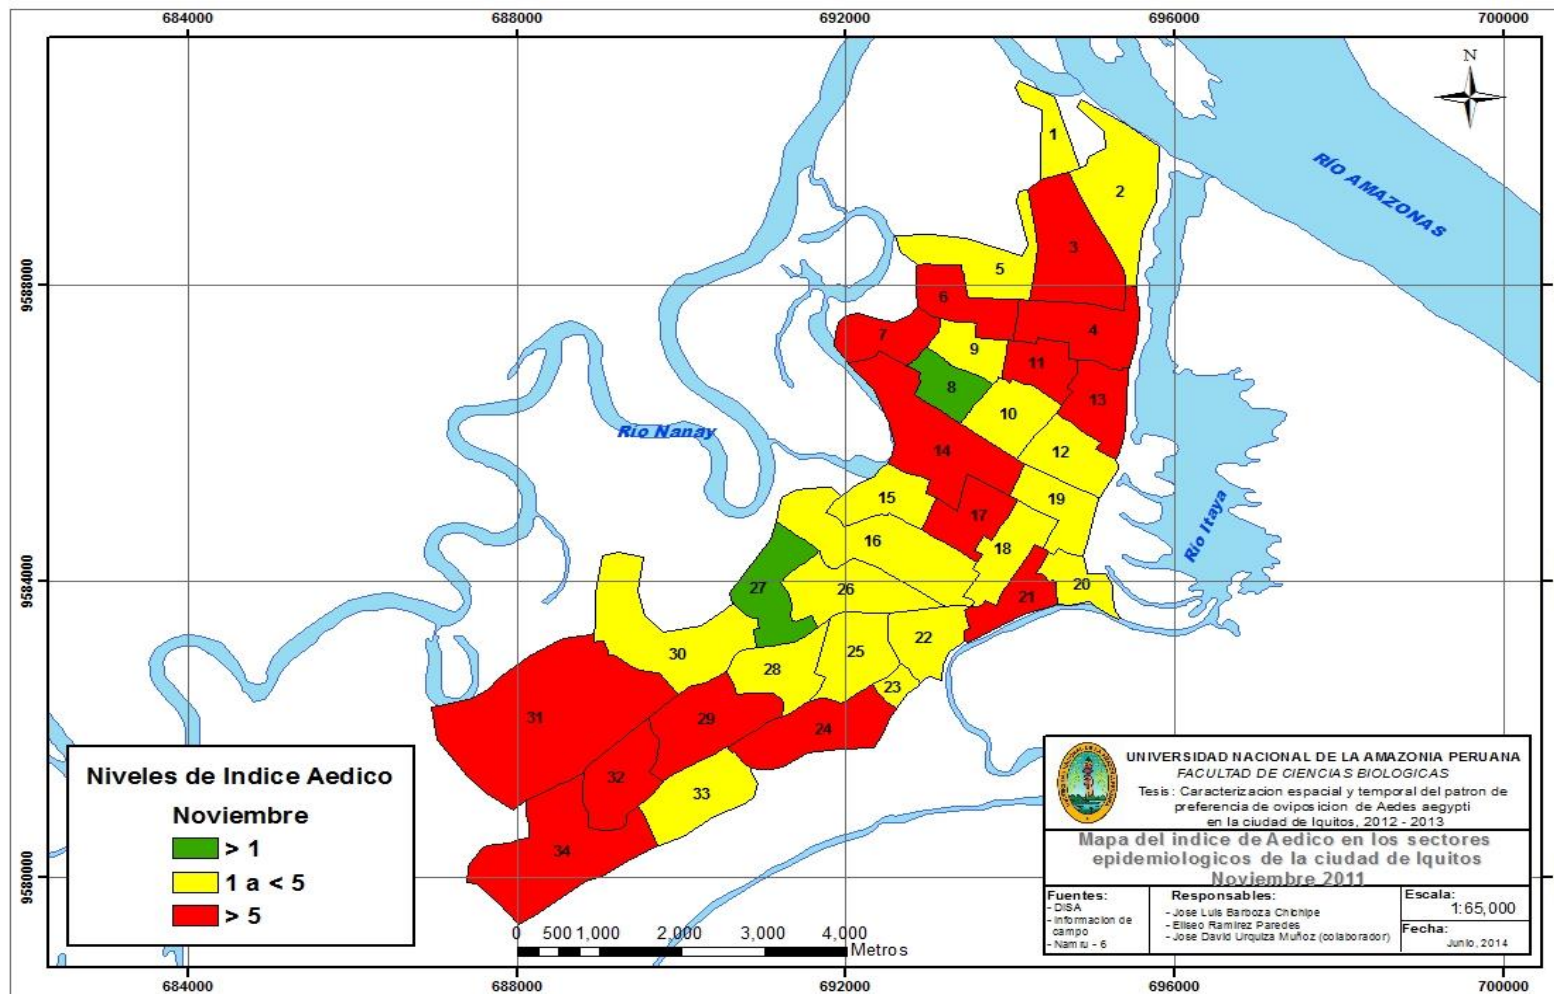 684000
688000
692000
696000
700000
N
9588000
9584000
9580000
RÍO AMAZONAS
Río Nanay
Río Itaya
1
2
3
5
6
4
7
9
11
8
13
10
14
12
15
19
17
16
18
27
26
20
21
22
30
25
28
23
31
29
24
32
33
34
Niveles de Indice Aedico
Noviembre
> 1
1 a < 5
> 5
0 500 1,000 2,000 3,000 4,000
Metros
UNIVERSIDAD NACIONAL DE LA AMAZONIA PERUANA
FACULTAD DE CIENCIAS BIOLOGICAS
Tesis: Caracterizacion espacial y temporal del patron de
preferencia de oviposicion de Aedes aegypti
en la ciudad de Iquitos, 2012 - 2013
Mapa del indice de Aedico en los sectores
epidemiologicos de la ciudad de Iquitos
Noviembre 2011
Fuentes:
- DISA
- Informacion de
campo
- Namru - 6
Responsables:
- Jose Luis Barboza Chichipe
- Eliseo Ramirez Paredes
- Jose David Urquiza Muñoz (colaborador)
Escala:
1:65,000
Fecha:
Junio, 2014
684000
688000
692000
696000
700000